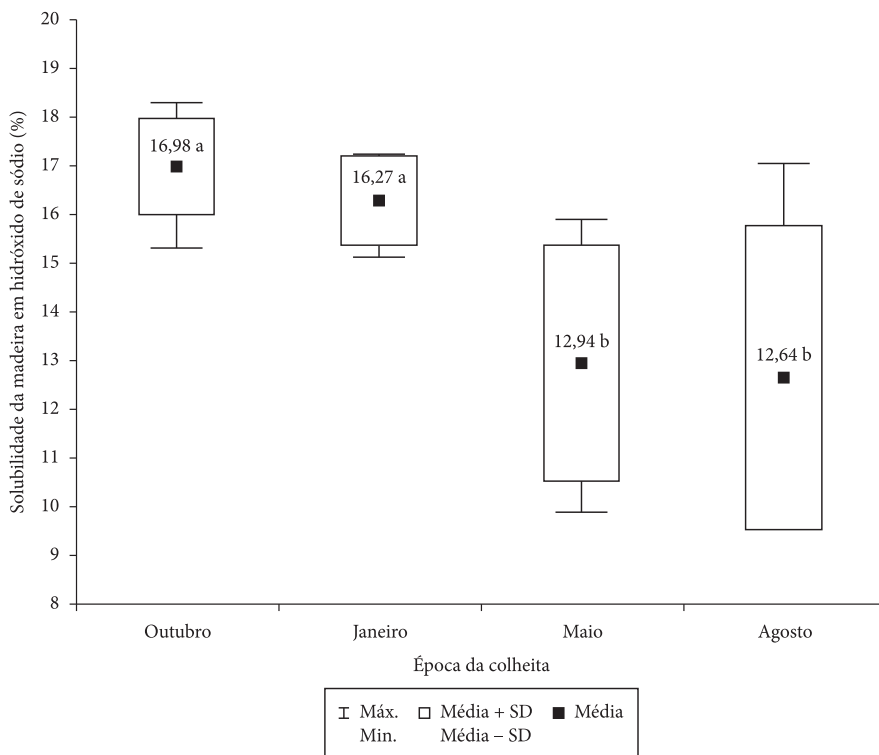 Solubilidade da madeira em hidróxido de sódio (%)
20
19
18
17
16
15
14
13
12
11
10
9
8
16,98 a
16,27 a
12,94 b
12,64 b
Outubro
Janeiro
Maio
Agosto
Época da colheita
Máx.
Min.
Média + SD
Média – SD
Média